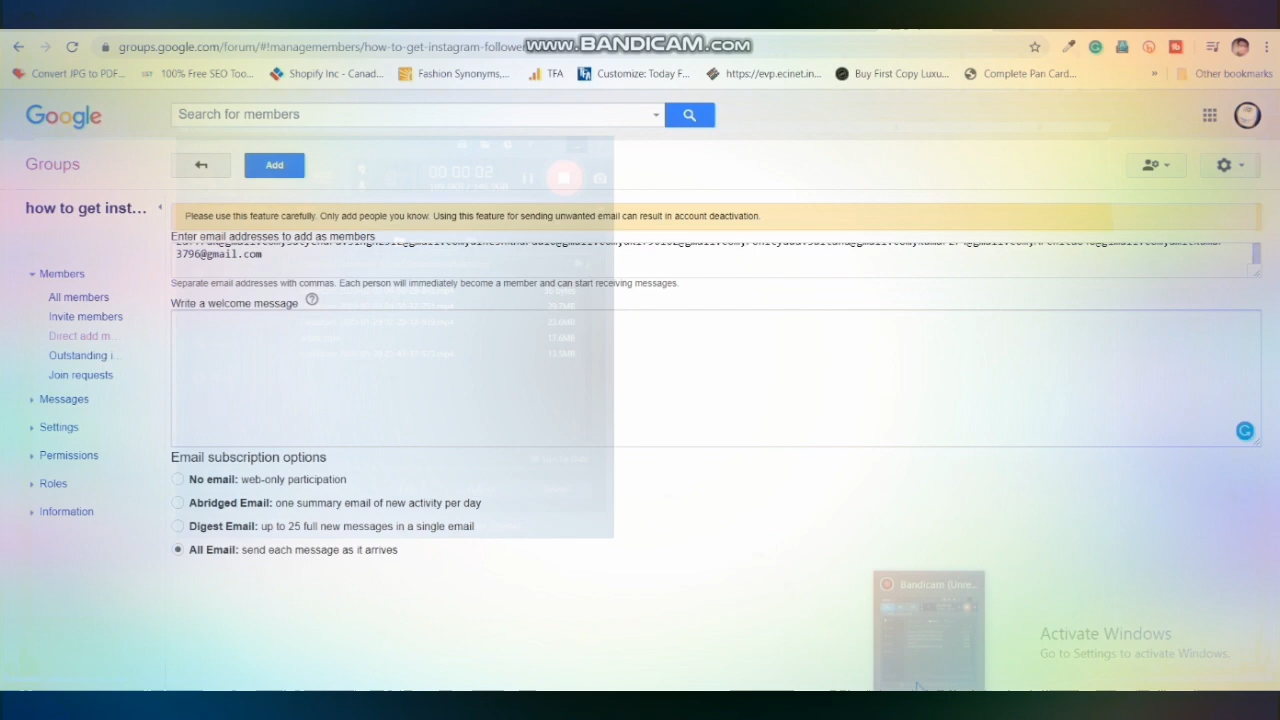 groups.google.com/forum/#!managemembers/how-to-get-instagram-follower
www.BANDICAM.com
Convert JPG to PDF...
100% Free SEO Too...
Shopify Inc - Canad...
Fashion Synonyms,...
TFA
Customize: Today F...
https://evp.ecinet.in...
Buy First Copy Luxu...
Complete Pan Card...
»
Other bookmarks
Google
Search for members
Groups
Add
00:00:02
how to get inst...
Please use this feature carefully. Only add people you know. Using this feature for sending unwanted email can result in account deactivation.
Enter email addresses to add as members
3796@gmail.com
Separate email addresses with commas. Each person will immediately become a member and can start receiving messages.
Members
Write a welcome message
All members
Invite members
Direct add m...
Outstanding i...
Join requests
Messages
Settings
Permissions
Roles
Information
Email subscription options
No email: web-only participation
Abridged Email: one summary email of new activity per day
Digest Email: up to 25 full new messages in a single email
All Email: send each message as it arrives
Bandicam (Unre...
Activate Windows
Go to Settings to activate Windows.